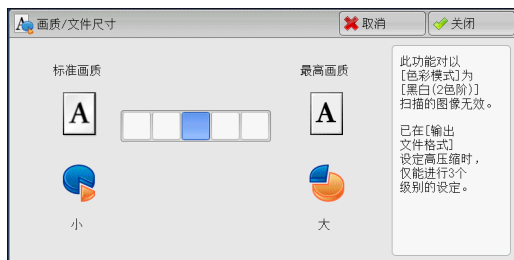 画质/文件尺寸
取消
关闭
标准画质
最高画质
A
A
小
大
此功能对以
[色彩模式]为
[黑白(2色阶)]
扫描的图像无效。
已在[输出
文件格式]
设定高压缩时,
仅能进行3个
级别的设定。